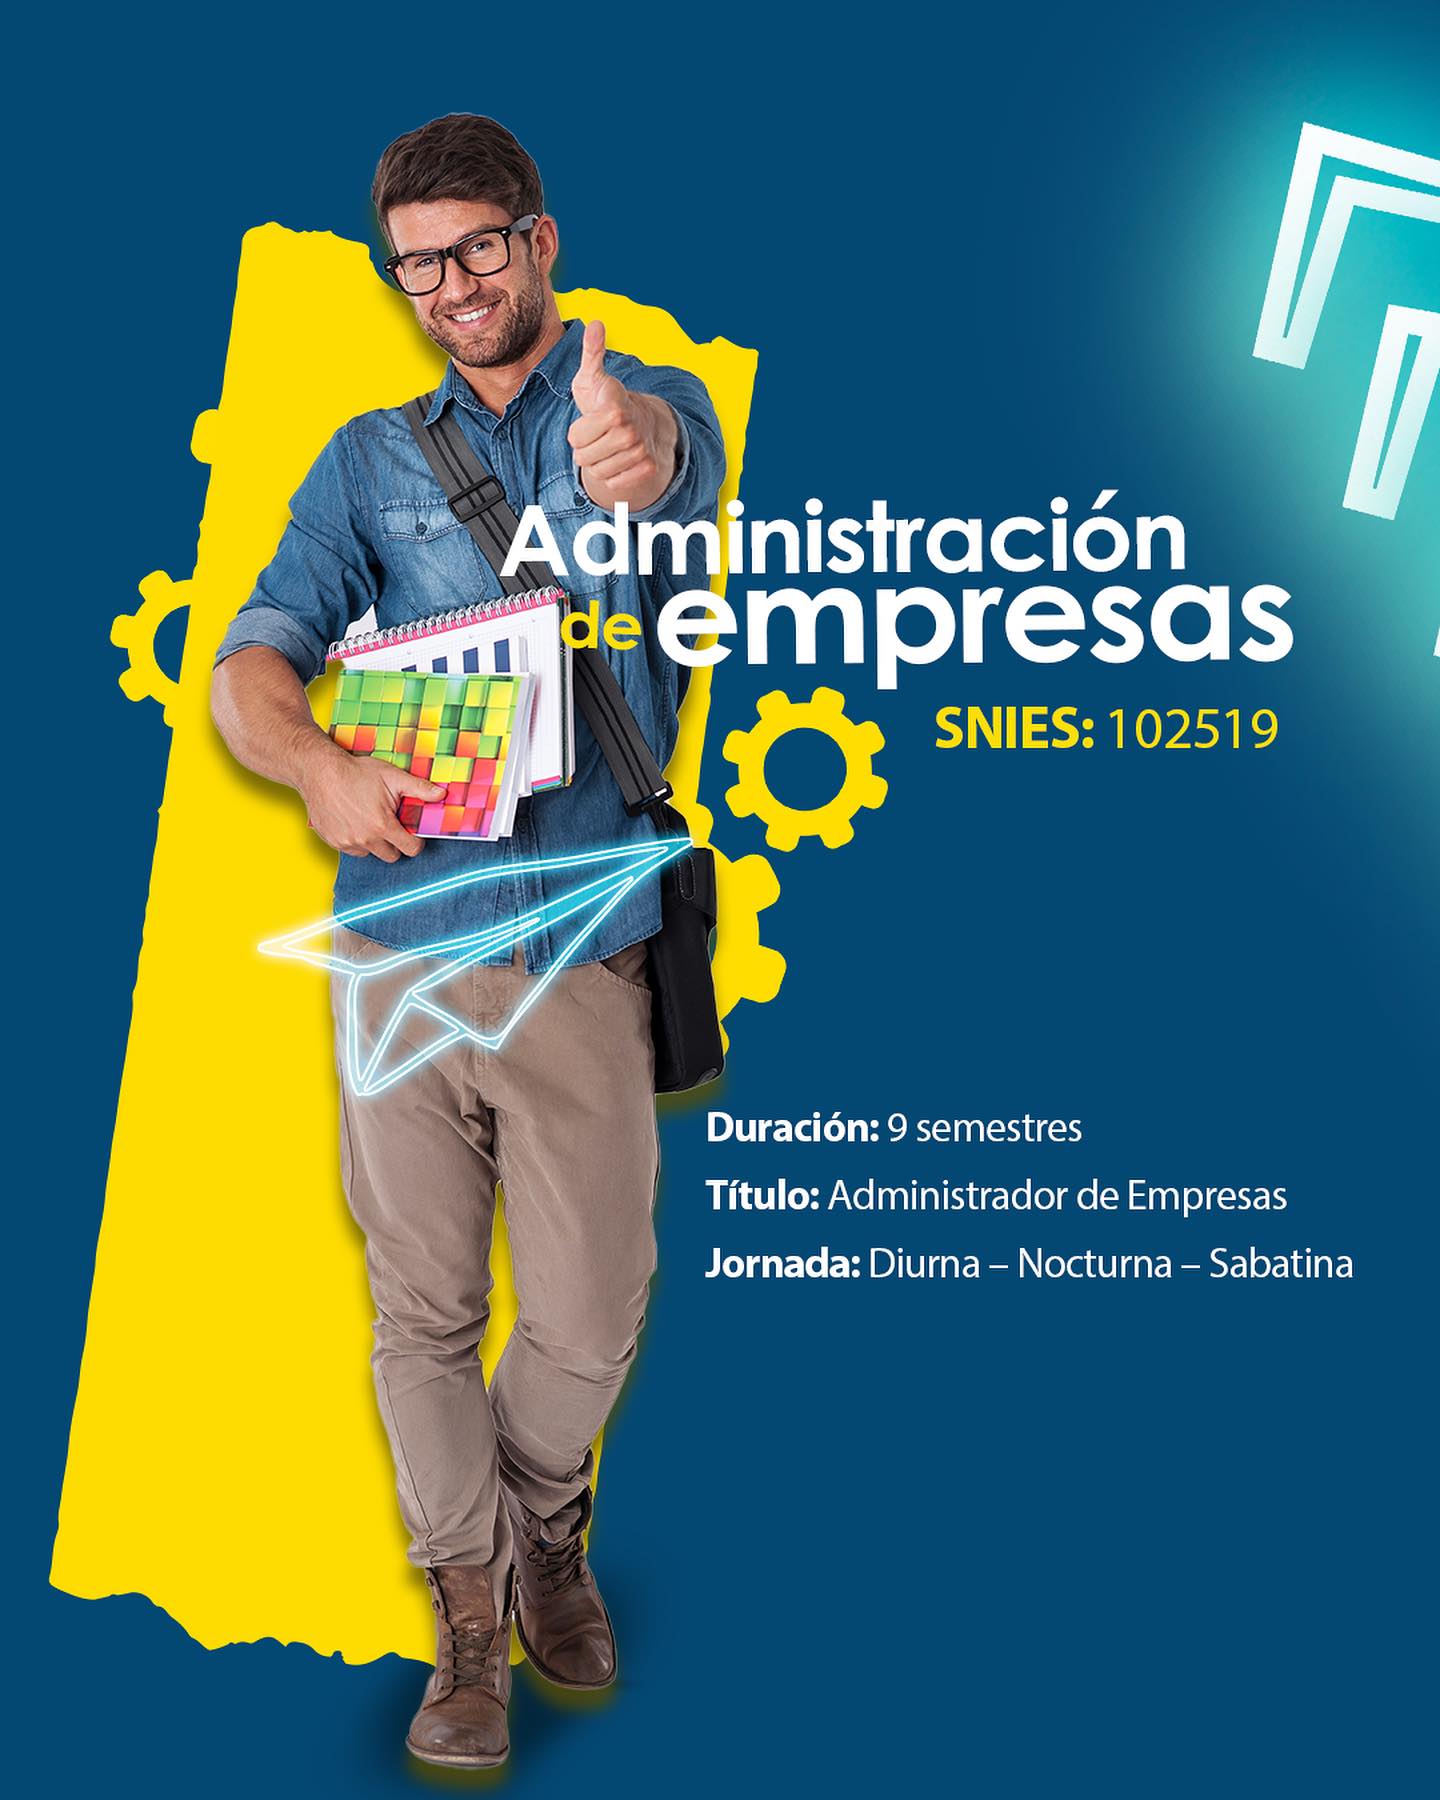 Administración
de empresas
SNIES: 102519
Duración: 9 semestres
Título: Administrador de Empresas
Jornada: Diurna – Nocturna – Sabatina